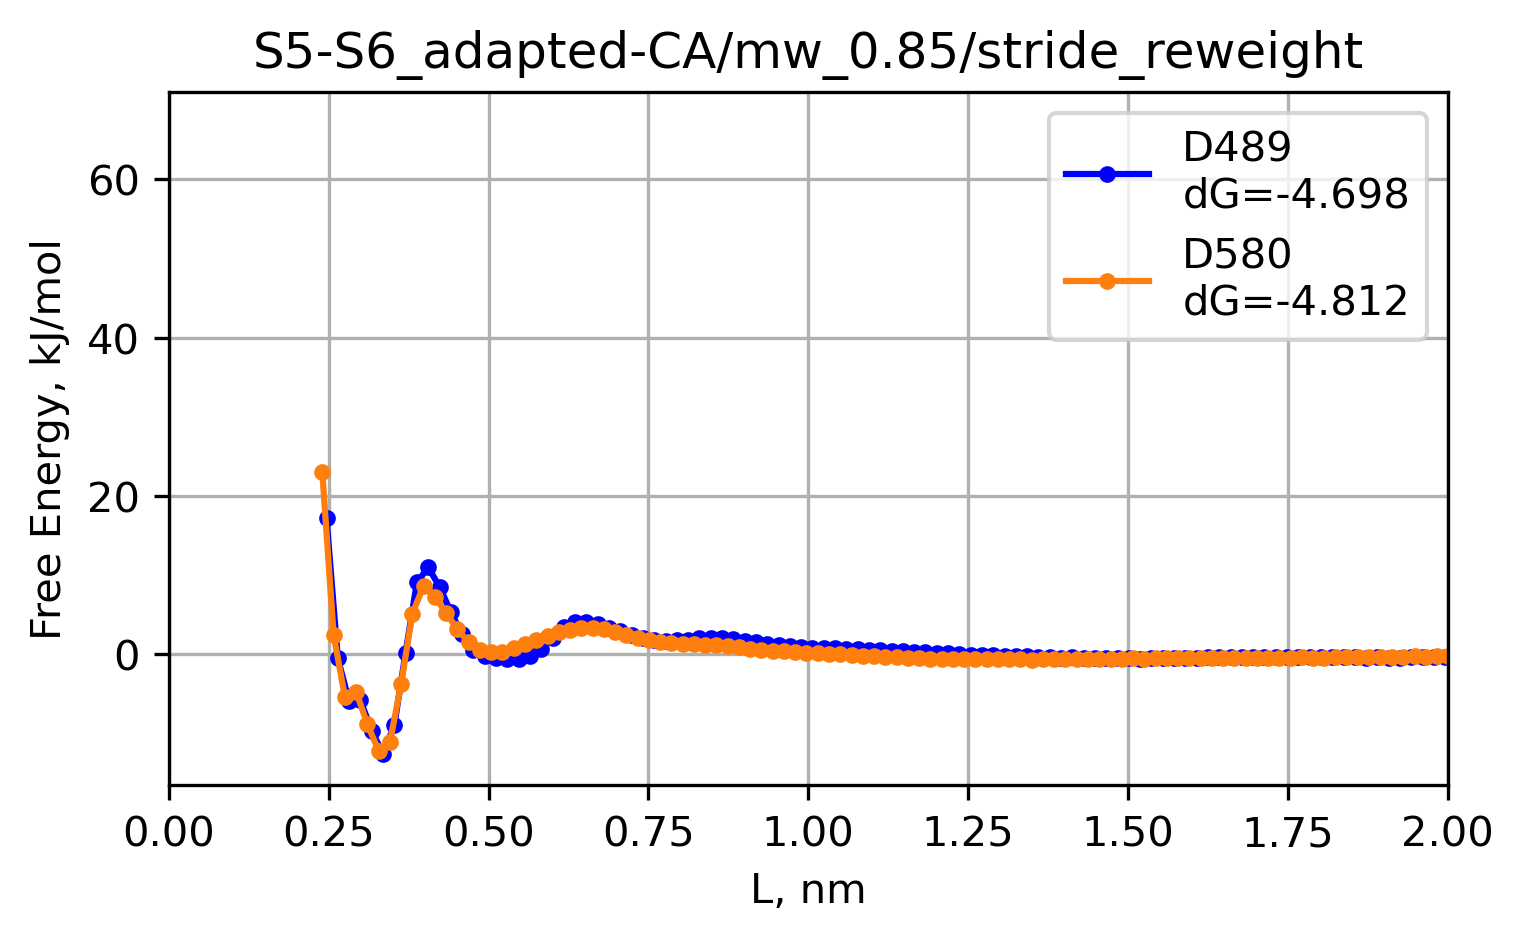 S5-S6_adapted-CA/mw_0.85/stride_reweight
D489
dG=-4.698
D580
dG=-4.812
Free Energy, kJ/mol
60
40
20
0
0.00 0.25 0.50 0.75 1.00 1.25 1.50 1.75 2.00
L, nm